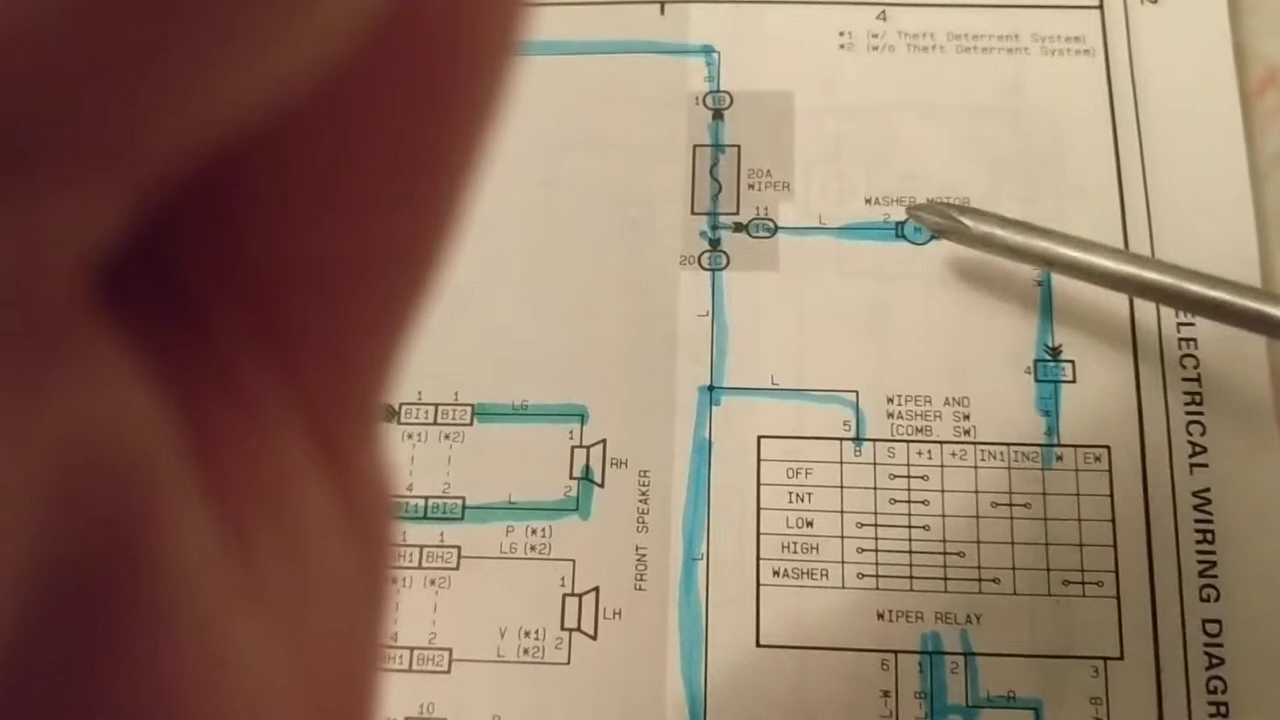 4
*1: (w/ Theft Deterrent System)
*2: (w/o Theft Deterrent System)
B-Y
1 1B
20A
WIPER
11
L
WASHER MOTOR
2
M
20 1C
L
L
4 IC1
WIPER AND
WASHER SW
[COMB. SW]
5
B S +1 +2 IN1 IN2 W EW
OFF
INT
LOW
HIGH
WASHER
WIPER RELAY
6 1 2 3
L-W
L-B
L-R
L
1 1
BI1 BI2
LG
(*1) (*2)
1
RH
4 2
BI2
L
2
FRONT SPEAKER
P (*1)
LG (*2)
1 1
BH2
(*2)
1
LH
4 2
BH2
V (*1)
L (*2)
2
10
ELECTRICAL WIRING DIAGR